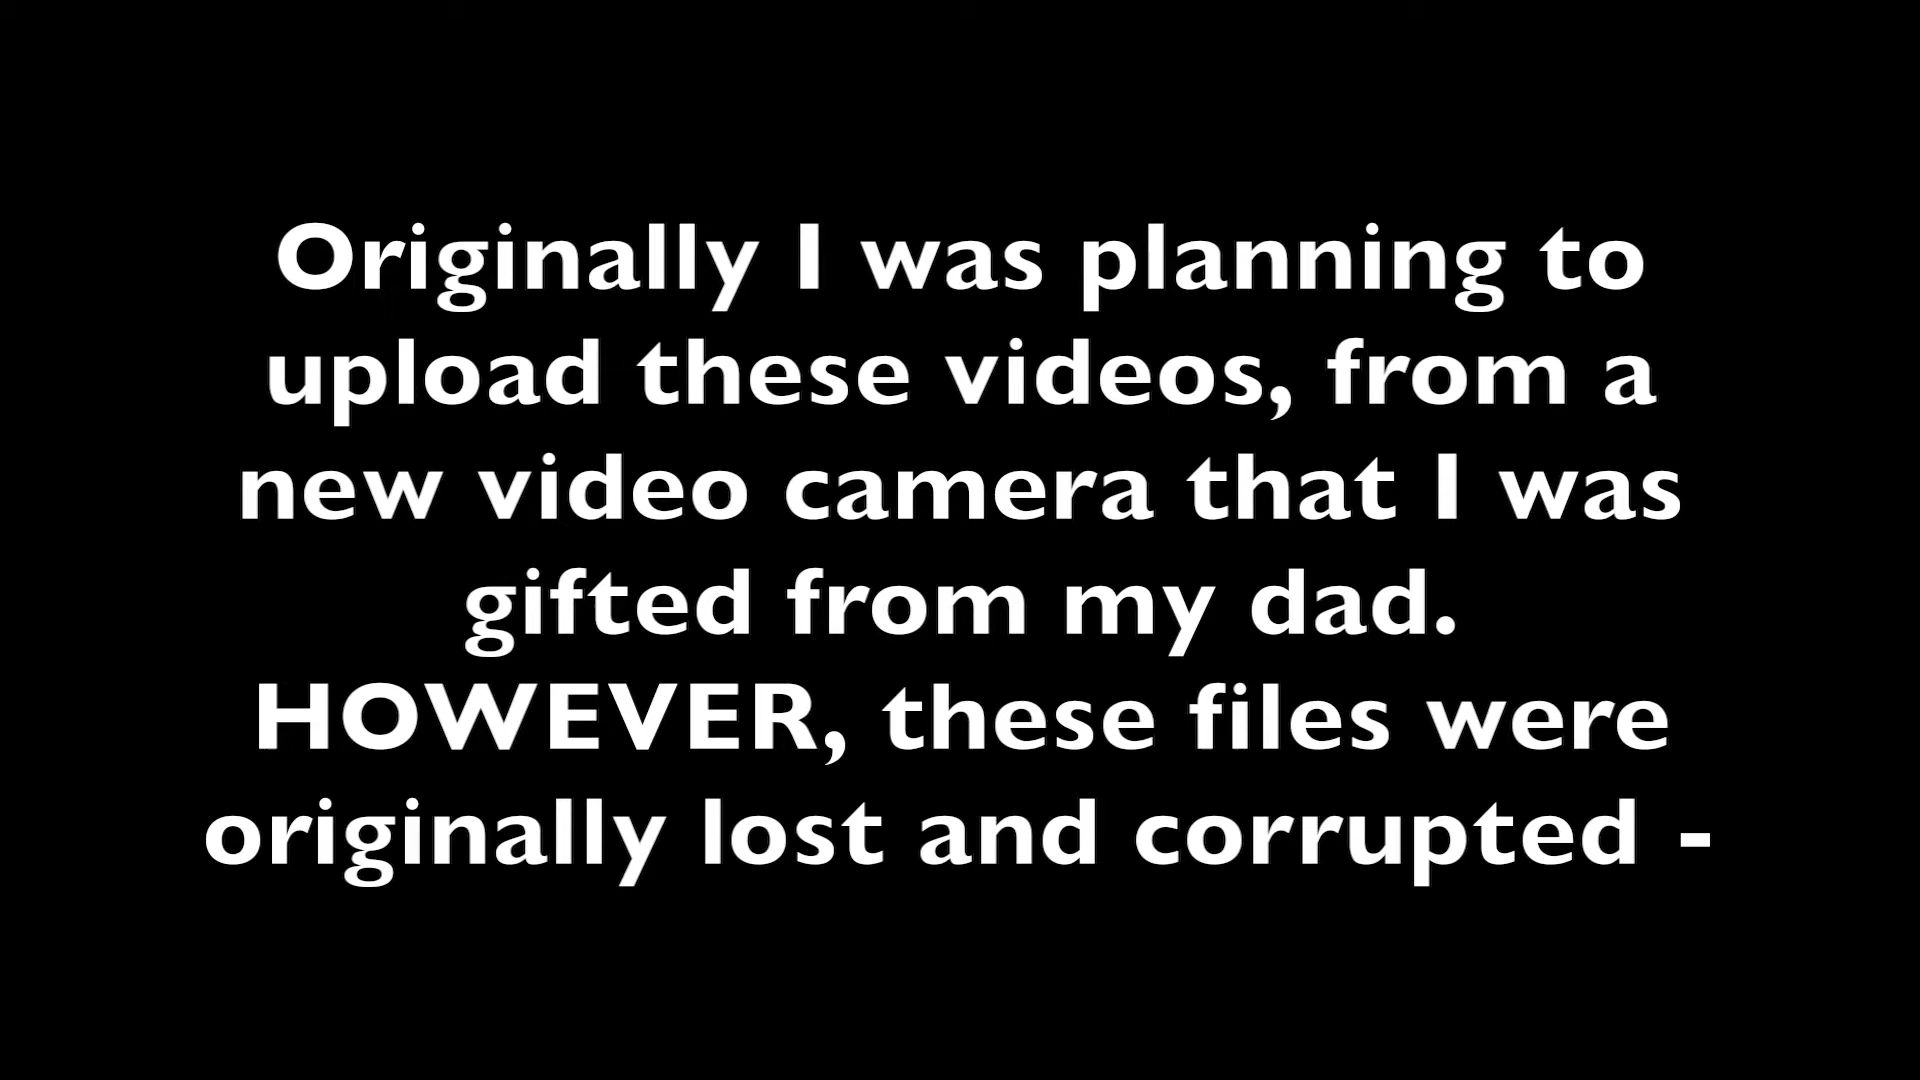 Originally I was planning to
upload these videos, from a
new video camera that I was
gifted from my dad.
HOWEVER, these files were
originally lost and corrupted -